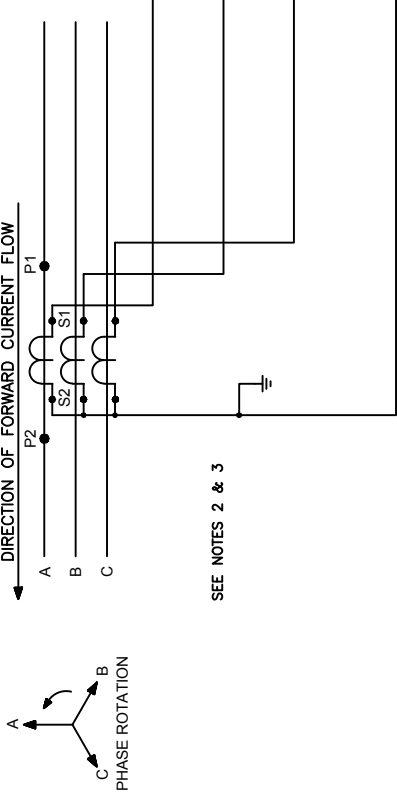 DIRECTION OF FORWARD CURRENT FLOW
P2
P1
A
B
C
S2
S1
SEE NOTES 2 & 3
A
B
C
PHASE ROTATION